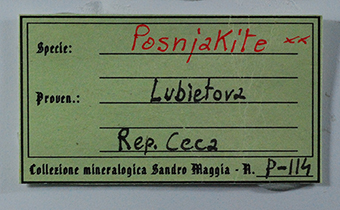 Specie: Posnjakite xx
Proven.: Lubietova
Rep. Ceca
Collezione mineralogica Sandro Maggia - N. P-114